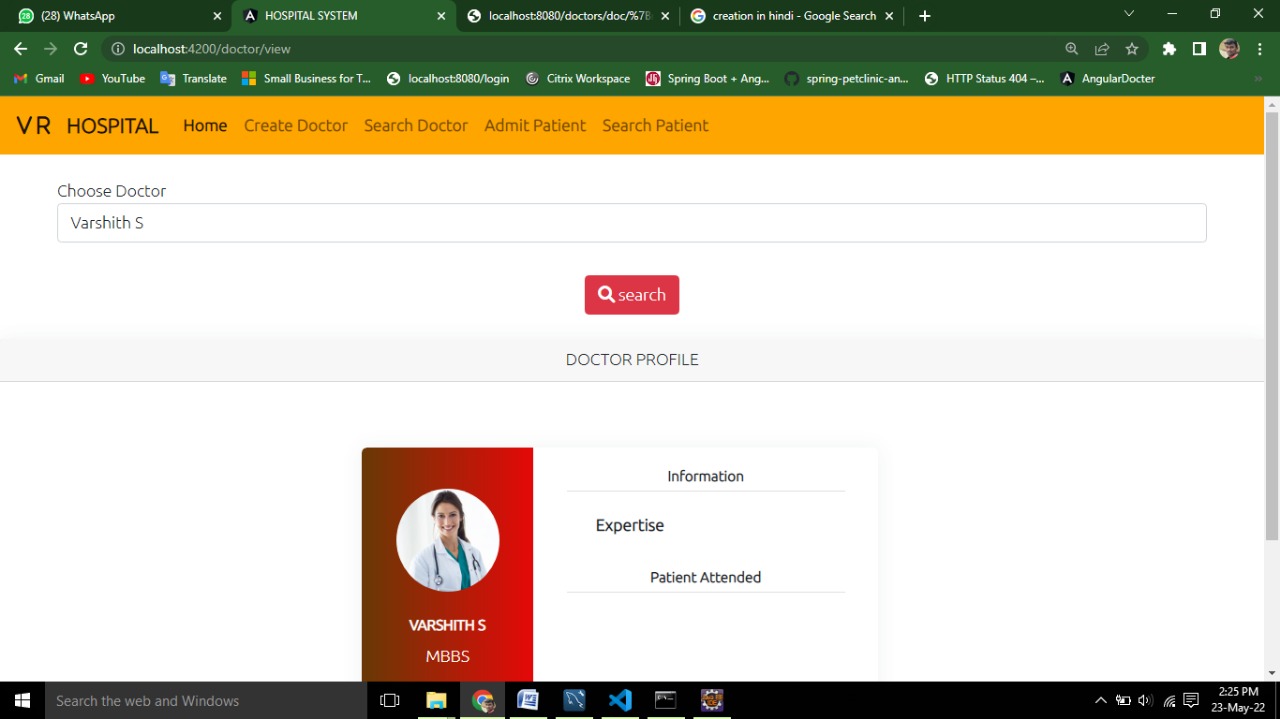 (28) WhatsApp
HOSPITAL SYSTEM
localhost:8080/doctors/doc/%7B
creation in hindi - Google Search
localhost:4200/doctor/view
Gmail
YouTube
Translate
Small Business for T...
localhost:8080/login
Citrix Workspace
Spring Boot + Ang...
spring-petclinic-an...
HTTP Status 404 –...
AngularDocter
VR HOSPITAL Home Create Doctor Search Doctor Admit Patient Search Patient
Choose Doctor
Varshith S
search
DOCTOR PROFILE
Information
Expertise
Patient Attended
VARSHITH S
MBBS
Search the web and Windows
2:25 PM
23-May-22